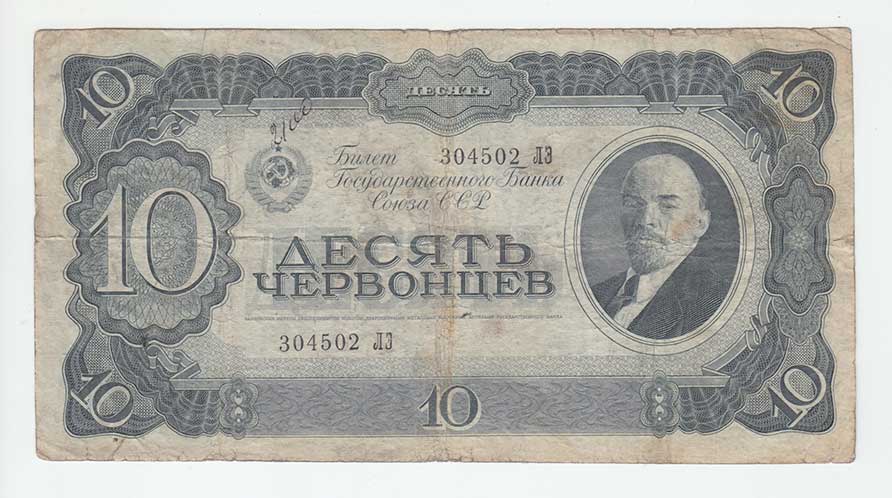 10
ДЕСЯТЬ
10
Билет 304502 ЛЭ
Государственного Банка
Союза ССР
10
ДЕСЯТЬ
ЧЕРВОНЦЕВ
304502 ЛЭ
10
10
10